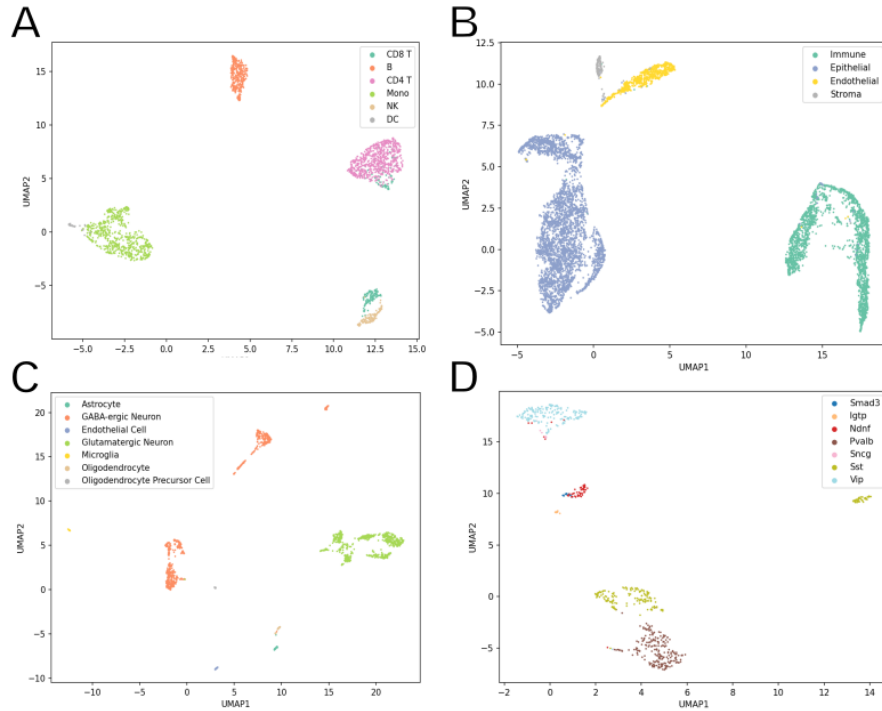 A
CD8 T
B
CD4 T
Mono
NK
DC
15
10
5
0
−5
UMAP2
−5.0
−2.5
0.0
2.5
5.0
7.5
10.0
12.5
15.0
B
Immune
Epithelial
Endothelial
Stroma
12.5
10.0
7.5
5.0
2.5
0.0
−2.5
−5.0
UMAP2
−5
0
5
10
15
UMAP1
C
Astrocyte
GABA-ergic Neuron
Endothelial Cell
Glutamatergic Neuron
Microglia
Oligodendrocyte
Oligodendrocyte Precursor Cell
20
15
10
5
0
−5
−10
UMAP2
−10
−5
0
5
10
15
20
UMAP1
D
Smad3
Igtp
Ndnf
Pvalb
Sncg
Sst
Vip
15
10
5
0
−5
UMAP2
−2
0
2
4
6
8
10
12
14
UMAP1